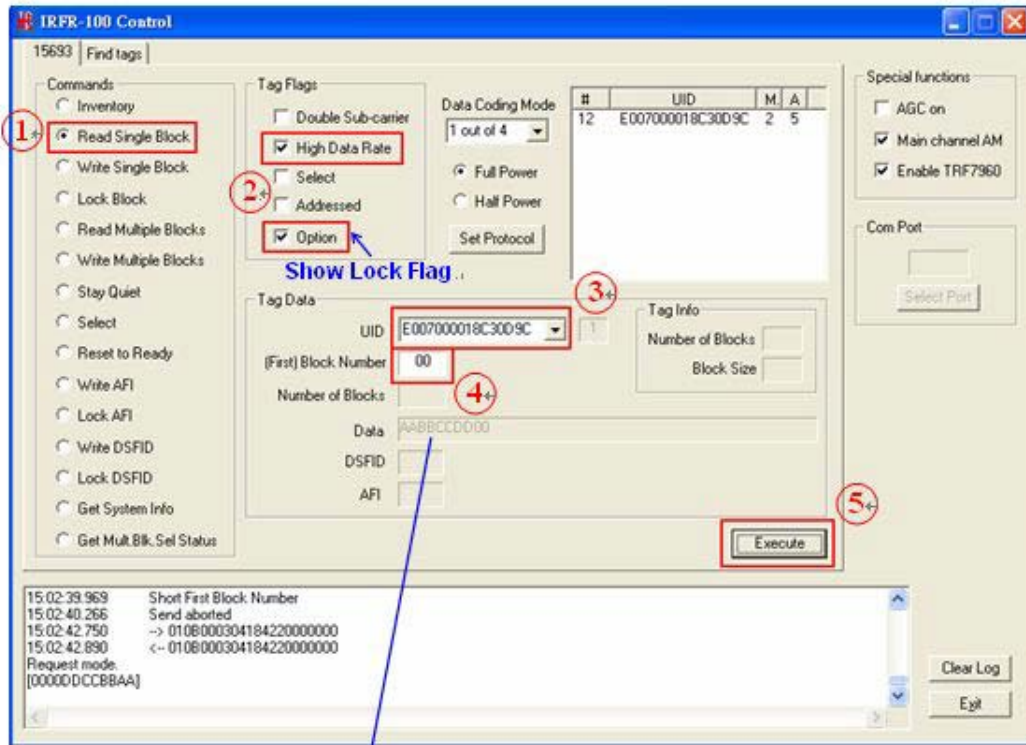 IRFR-100 Control
15693
Find tags
Commands
Inventory
Read Single Block
Write Single Block
Lock Block
Read Multiple Blocks
Write Multiple Blocks
Stay Quiet
Select
Reset to Ready
Write AFI
Lock AFI
Write DSFID
Lock DSFID
Get System Info
Get Mult.Blk.Sel Status
1
Tag Flags
Double Sub-carrier
High Data Rate
Select
Addressed
Option
2
Show Lock Flag
Data Coding Mode
1 out of 4
Full Power
Half Power
Set Protocol
# UID M. A
12 E007000018C30D9C 2 5
Special functions
AGC on
Main channel AM
Enable TRF7960
Com Port
Select Port
Tag Data
3
UID E007000018C30D9C 1
(First) Block Number 00
4
Number of Blocks
Data AABBCCDD00
DSFID
AFI
Tag Info
Number of Blocks
Block Size
5
Execute
15:02:39.969 Short First Block Number
15:02:40.266 Send aborted
15:02:42.750 --> 010B000304184220000000
15:02:42.890 <-- 010B000304184220000000
Request mode.
[0000DDCCBBAA]
Clear Log
Exit